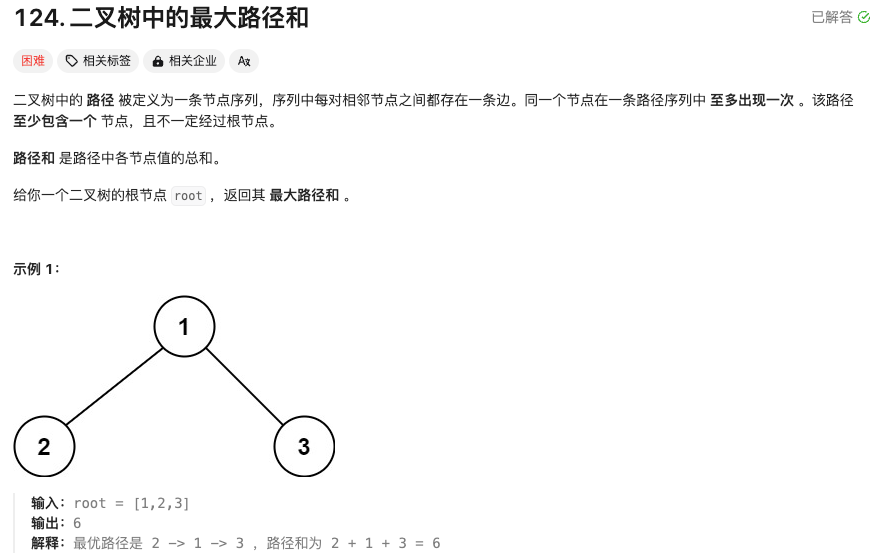 124. 二叉树中的最大路径和
已解答
困难 相关标签 相关企业 Aな
二叉树中的 路径 被定义为一条节点序列，序列中每对相邻节点之间都存在一条边。同一个节点在一条路径序列中 至多出现一次 。该路径
至少包含一个 节点，且不一定经过根节点。
路径和 是路径中各节点值的总和。
给你一个二叉树的根节点 root ，返回其 最大路径和 。
示例 1：
1
2
3
输入：root = [1,2,3]
输出：6
解释：最优路径是 2 -> 1 -> 3 ，路径和为 2 + 1 + 3 = 6